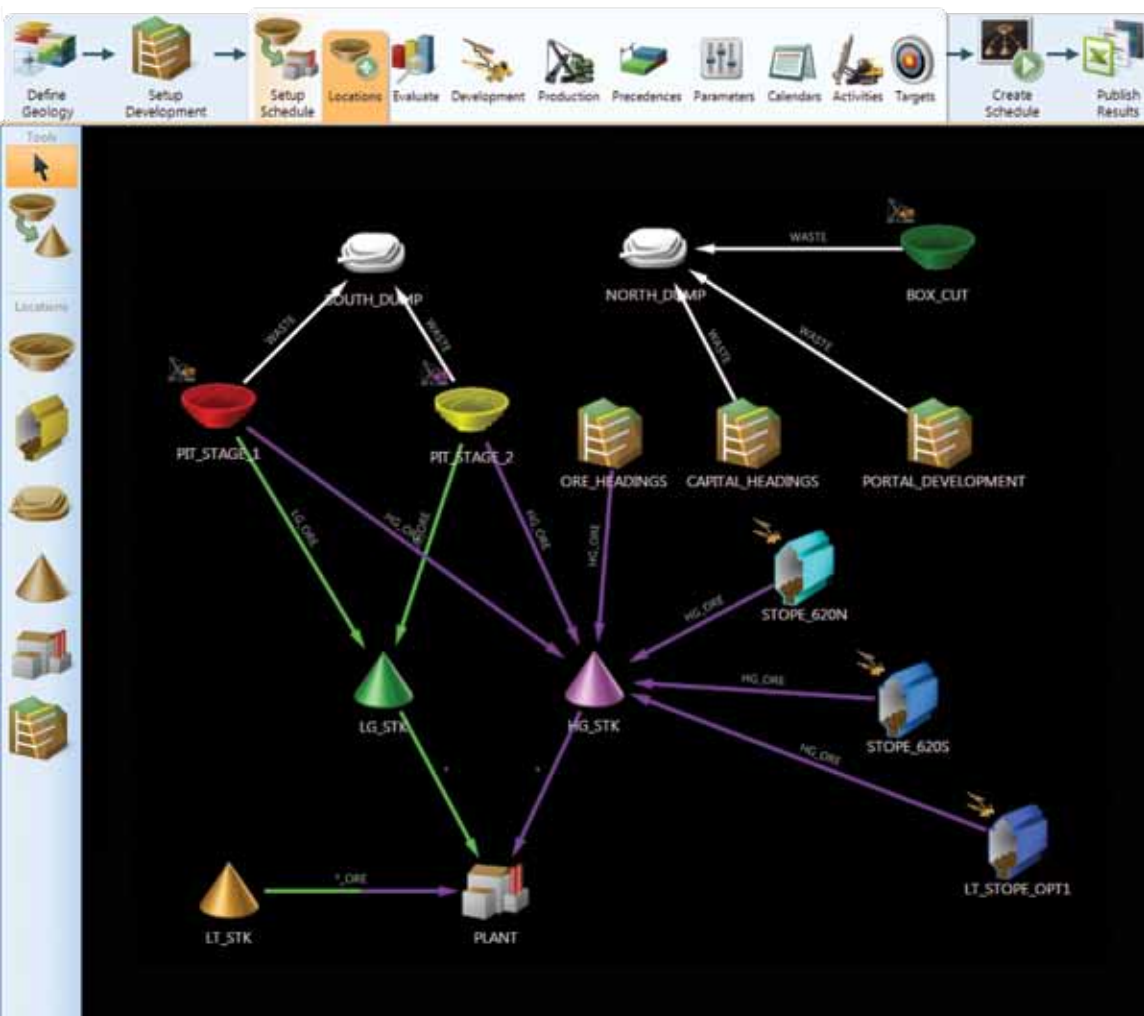 Define
Geology
Setup
Development
Setup
Schedule
Locations
Evaluate
Development
Production
Precedences
Parameters
Calendars
Activities
Targets
Create
Schedule
Publish
Results
Tools
Locations
SOUTH_DUMP
NORTH_DUMP
WASTE
BOX_CUT
WASTE
WASTE
WASTE
WASTE
PIT_STAGE_1
PIT_STAGE_2
ORE_HEADINGS
CAPITAL_HEADINGS
PORTAL_DEVELOPMENT
LG_ORE
HG_ORE
HG_ORE
HG_ORE
STOPE_620N
HG_ORE
HG_ORE
LG_STK
HG_STK
STOPE_620S
HG_ORE
LT_STOPE_OPT1
*_ORE
LT_STK
PLANT